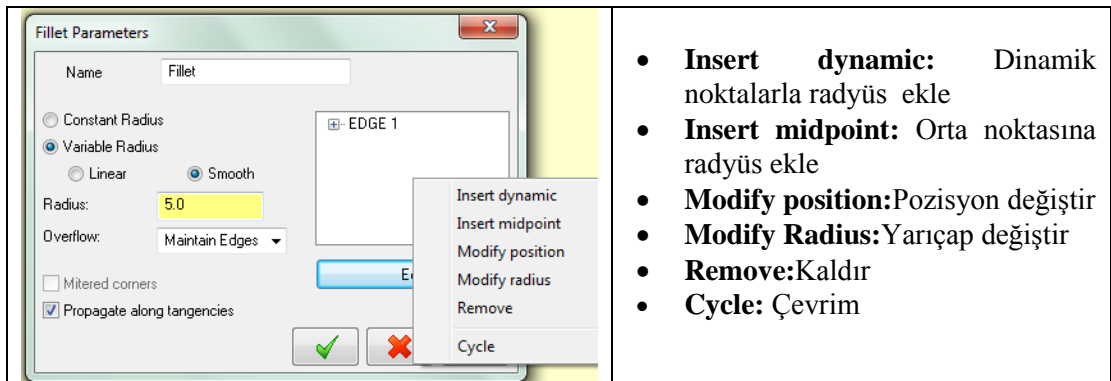 Fillet Parameters
Name
Fillet
Constant Radius
Variable Radius
Linear
Smooth
Radius:
5.0
Overflow:
Maintain Edges
Mitered corners
Propagate along tangencies
EDGE 1
Insert dynamic
Insert midpoint
Modify position
Modify radius
Remove
Cycle
• Insert dynamic: Dinamik
noktalarla radyüs ekle
• Insert midpoint: Orta noktasına
radyüs ekle
• Modify position:Pozisyon değiştir
• Modify Radius:Yarıçap değiştir
• Remove:Kaldır
• Cycle: Çevrim